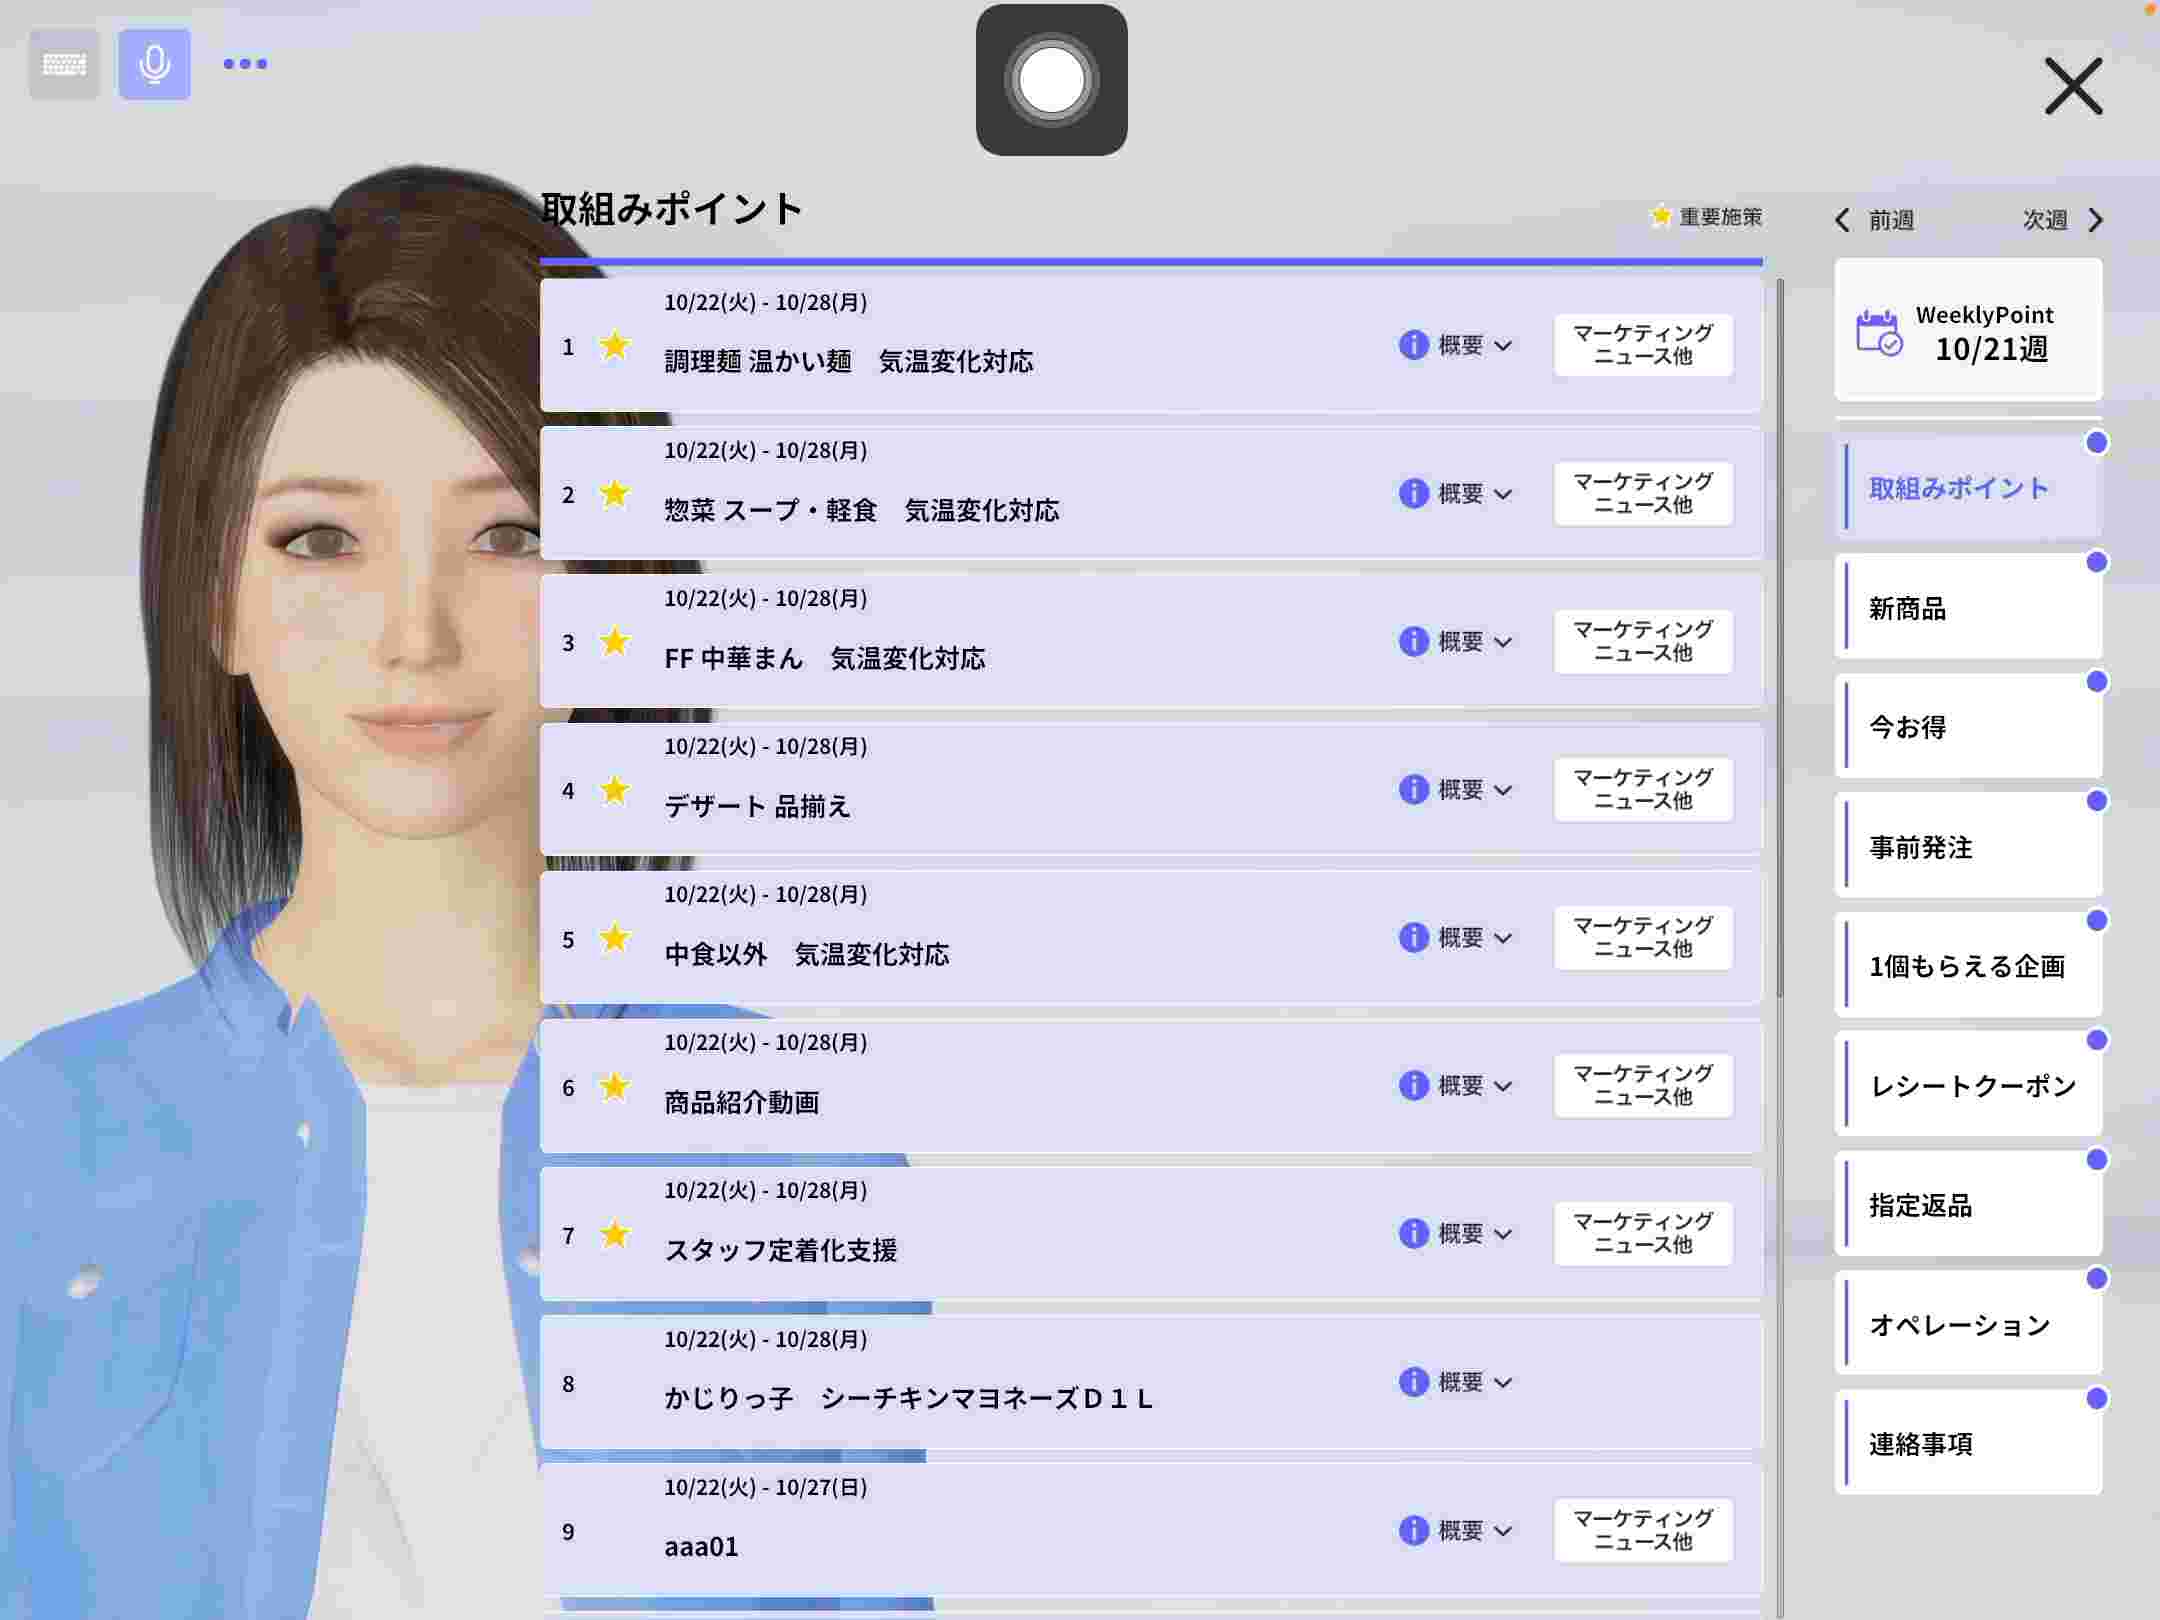 取組みポイント
重要施策
前週
次週
WeeklyPoint
10/21週
1
10/22(火) - 10/28(月)
調理麺 温かい麺　気温変化対応
概要
マーケティング
ニュース他
2
10/22(火) - 10/28(月)
惣菜 スープ・軽食　気温変化対応
概要
マーケティング
ニュース他
3
10/22(火) - 10/28(月)
FF 中華まん　気温変化対応
概要
マーケティング
ニュース他
4
10/22(火) - 10/28(月)
デザート 品揃え
概要
マーケティング
ニュース他
5
10/22(火) - 10/28(月)
中食以外　気温変化対応
概要
マーケティング
ニュース他
6
10/22(火) - 10/28(月)
商品紹介動画
概要
マーケティング
ニュース他
7
10/22(火) - 10/28(月)
スタッフ定着化支援
概要
マーケティング
ニュース他
8
10/22(火) - 10/28(月)
かじりっ子　シーチキンマヨネーズＤ１Ｌ
概要
9
10/22(火) - 10/27(日)
aaa01
概要
マーケティング
ニュース他
取組みポイント
新商品
今お得
事前発注
1個もらえる企画
レシートクーポン
指定返品
オペレーション
連絡事項